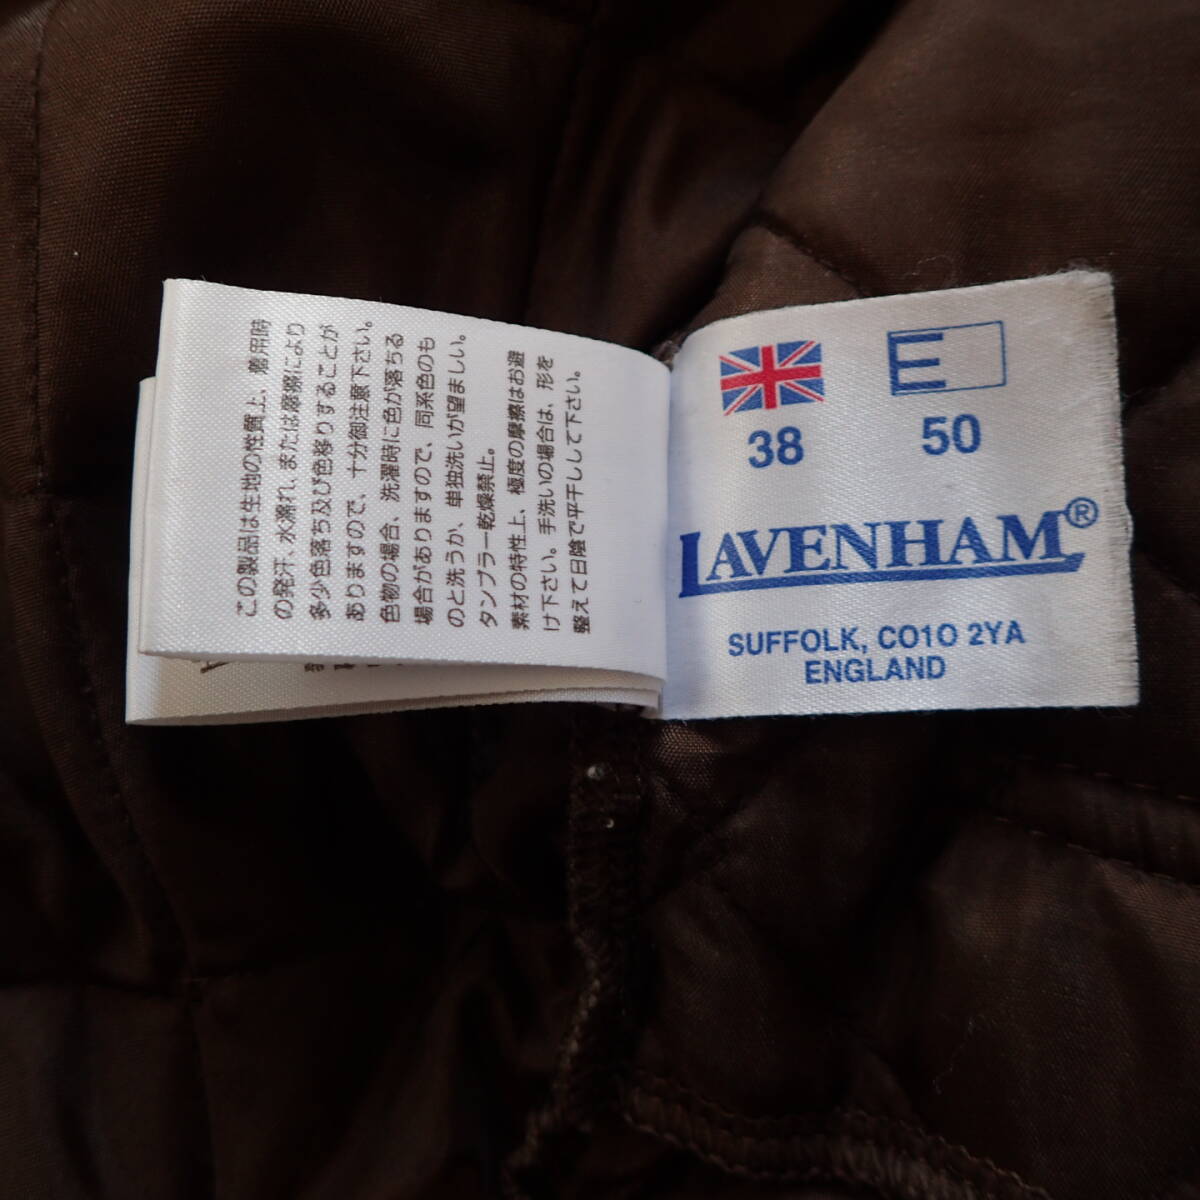 この製品は生地の性質上、着用時
の発汗、水濡れ、または摩擦により
多少色落ち及び色移りすることが
ありますので、十分御注意下さい。
色物の場合、洗濯時に色が落ちる
場合がありますので、同系色のも
のと洗うか、単独洗いが望ましい。
タンブラー乾燥禁止。
素材の特性上、極度の摩擦はお避
け下さい。手洗いの場合は、形を
整えて日陰で平干しして下さい。
E
38 50
LAVENHAM®
SUFFOLK, CO1O 2YA
ENGLAND